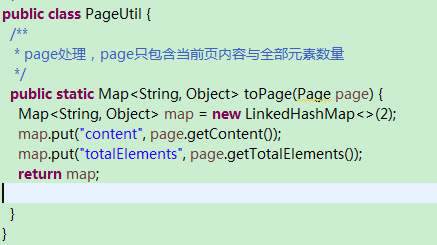 public class PageUtil {
/**
* page处理，page只包含当前页内容与全部元素数量
*/
public static Map<String, Object> toPage(Page page) {
Map<String, Object> map = new LinkedHashMap<>(2);
map.put("content", page.getContent());
map.put("totalElements", page.getTotalElements());
return map;
}
}